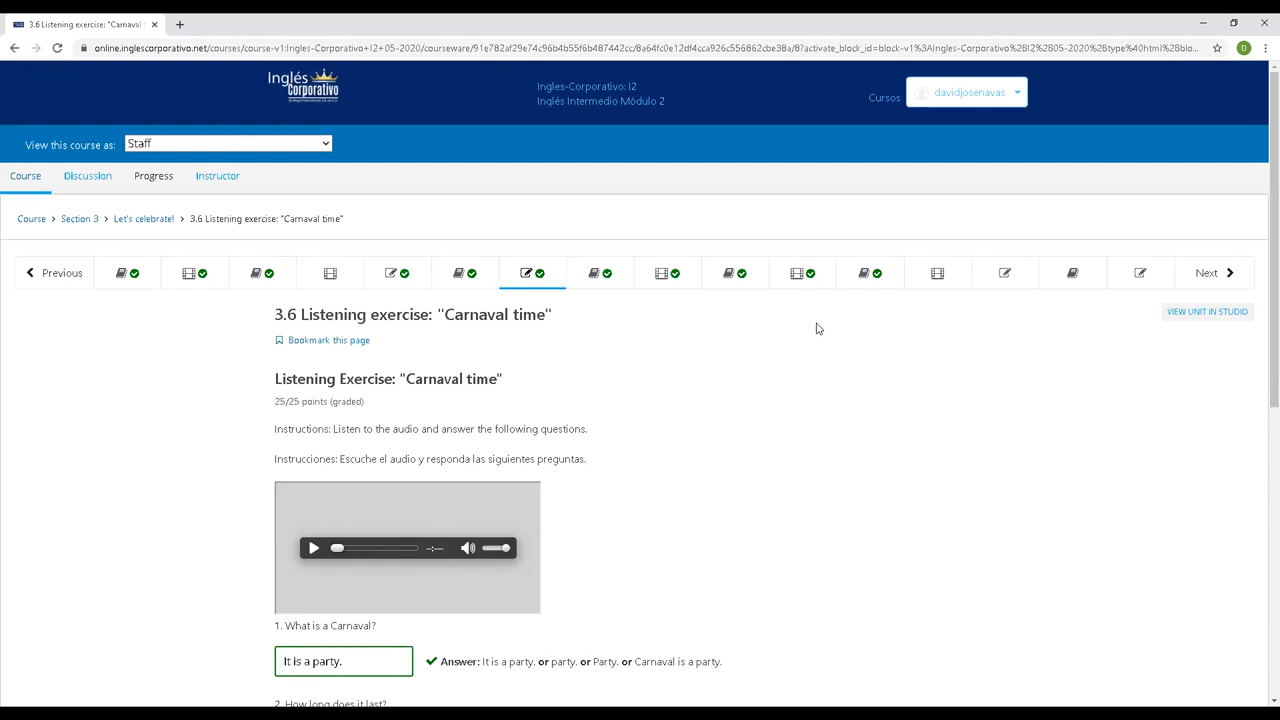 3.6 Listening exercise: "Carnaval t
online.inglescorporativo.net/courses/course-v1:Ingles-Corporativo+I2+05-2020/courseware/91e782af29e74c96b4b55f6b487442cc/8a64fc0e12df4cca926c556862cbe38a/8?activate_block_id=block-v1%3AIngles-Corporativo%2BI2%2B05-2020%2Btype%40html%2Bblo...
D
Inglés
Corporativo
Ingles-Corporativo: I2
Inglés Intermedio Módulo 2
Cursos
davidjosenavas
View this course as:
Staff
Course
Discussion
Progress
Instructor
Course > Section 3 > Let's celebrate! > 3.6 Listening exercise: "Carnaval time"
Previous
Next
3.6 Listening exercise: "Carnaval time"
VIEW UNIT IN STUDIO
Bookmark this page
Listening Exercise: "Carnaval time"
25/25 points (graded)
Instructions: Listen to the audio and answer the following questions.
Instrucciones: Escuche el audio y responda las siguientes preguntas.
--:--
1. What is a Carnaval?
It is a party.
Answer: It is a party. or party. or Party. or Carnaval is a party.
2. How long does it last?